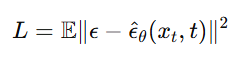 L = 𝔼‖ϵ − ϵ̂_θ(x_t, t)‖²